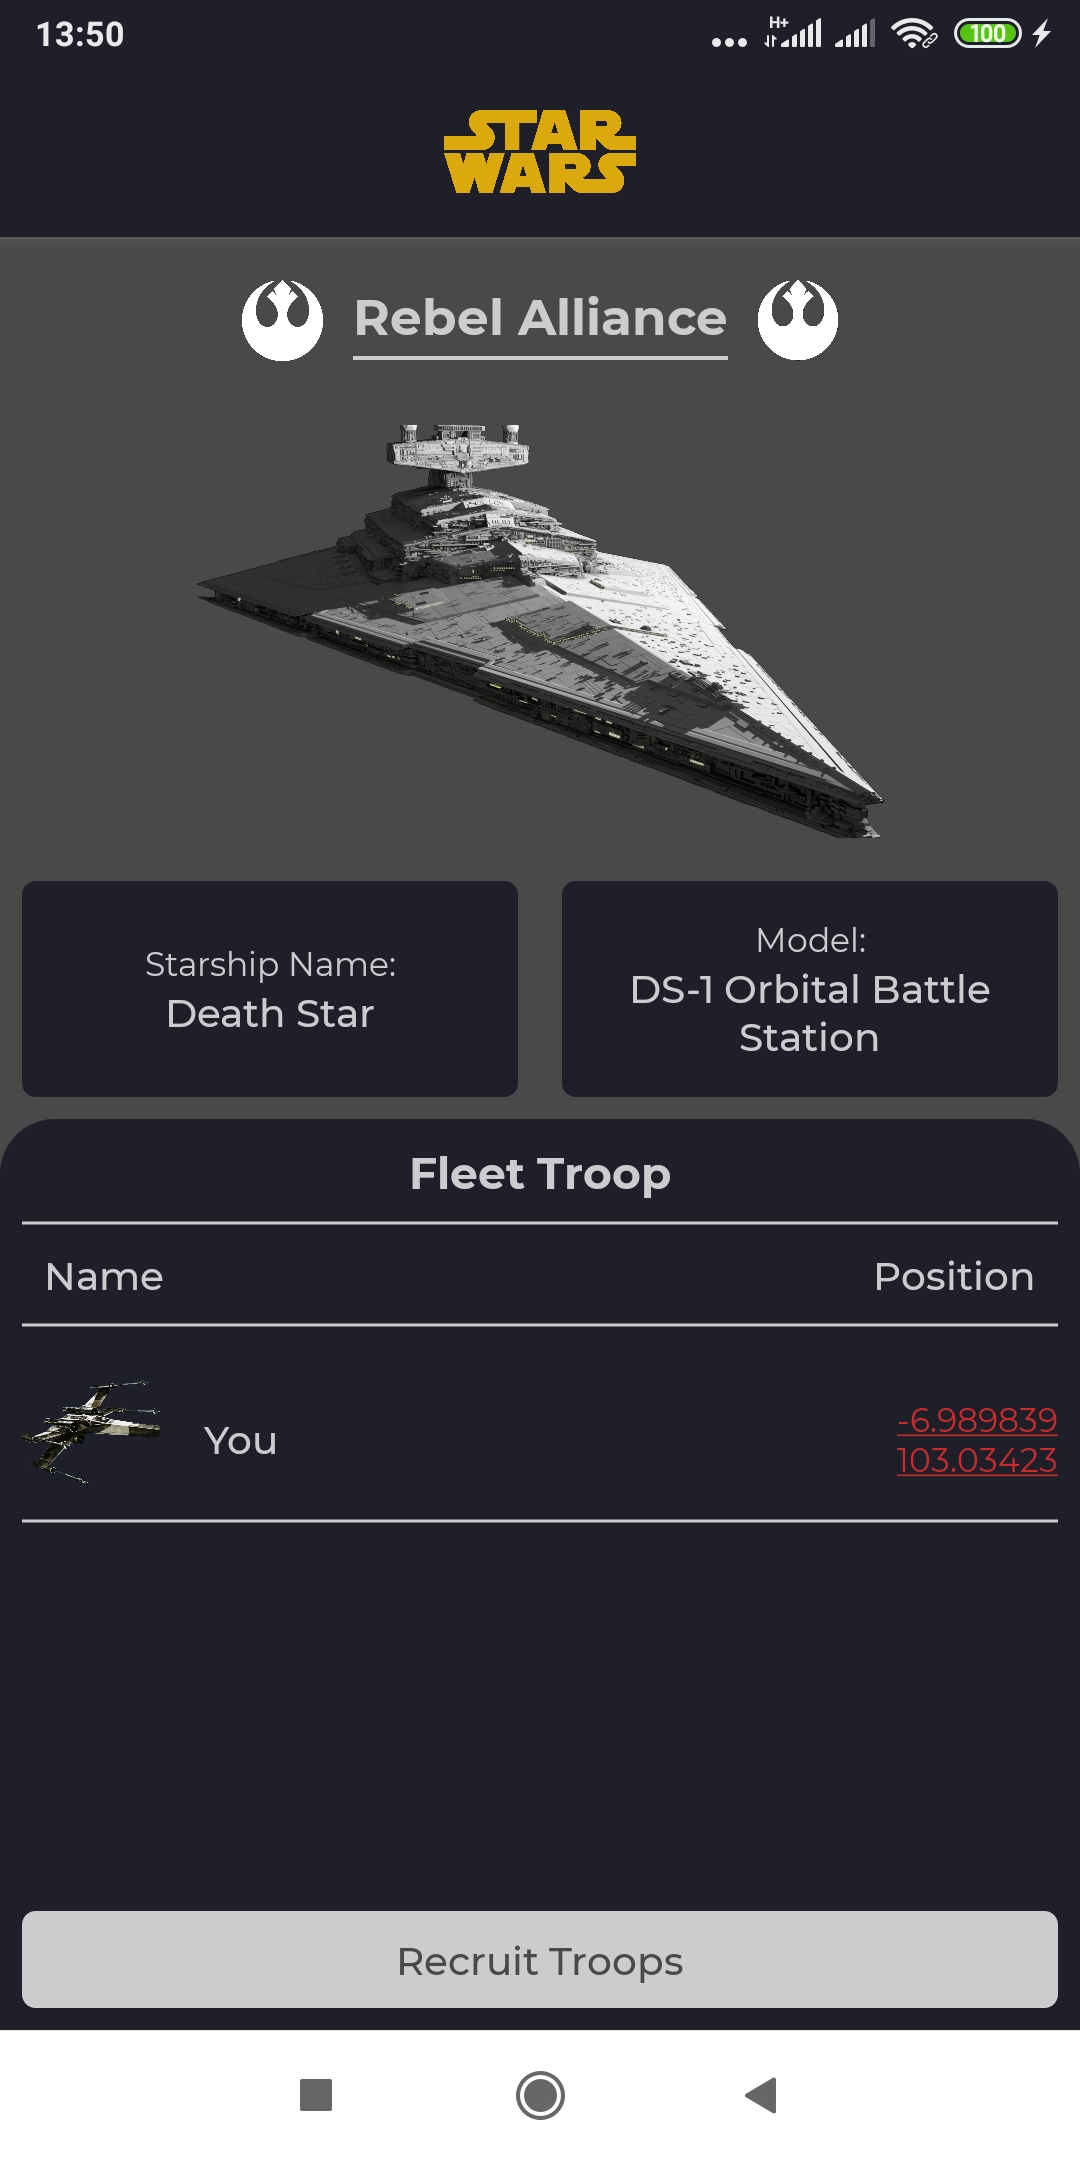 13:50
H+
100
STAR
WARS
Rebel Alliance
Starship Name:
Death Star
Model:
DS-1 Orbital Battle
Station
Fleet Troop
Name
Position
You
-6.989839
103.03423
Recruit Troops